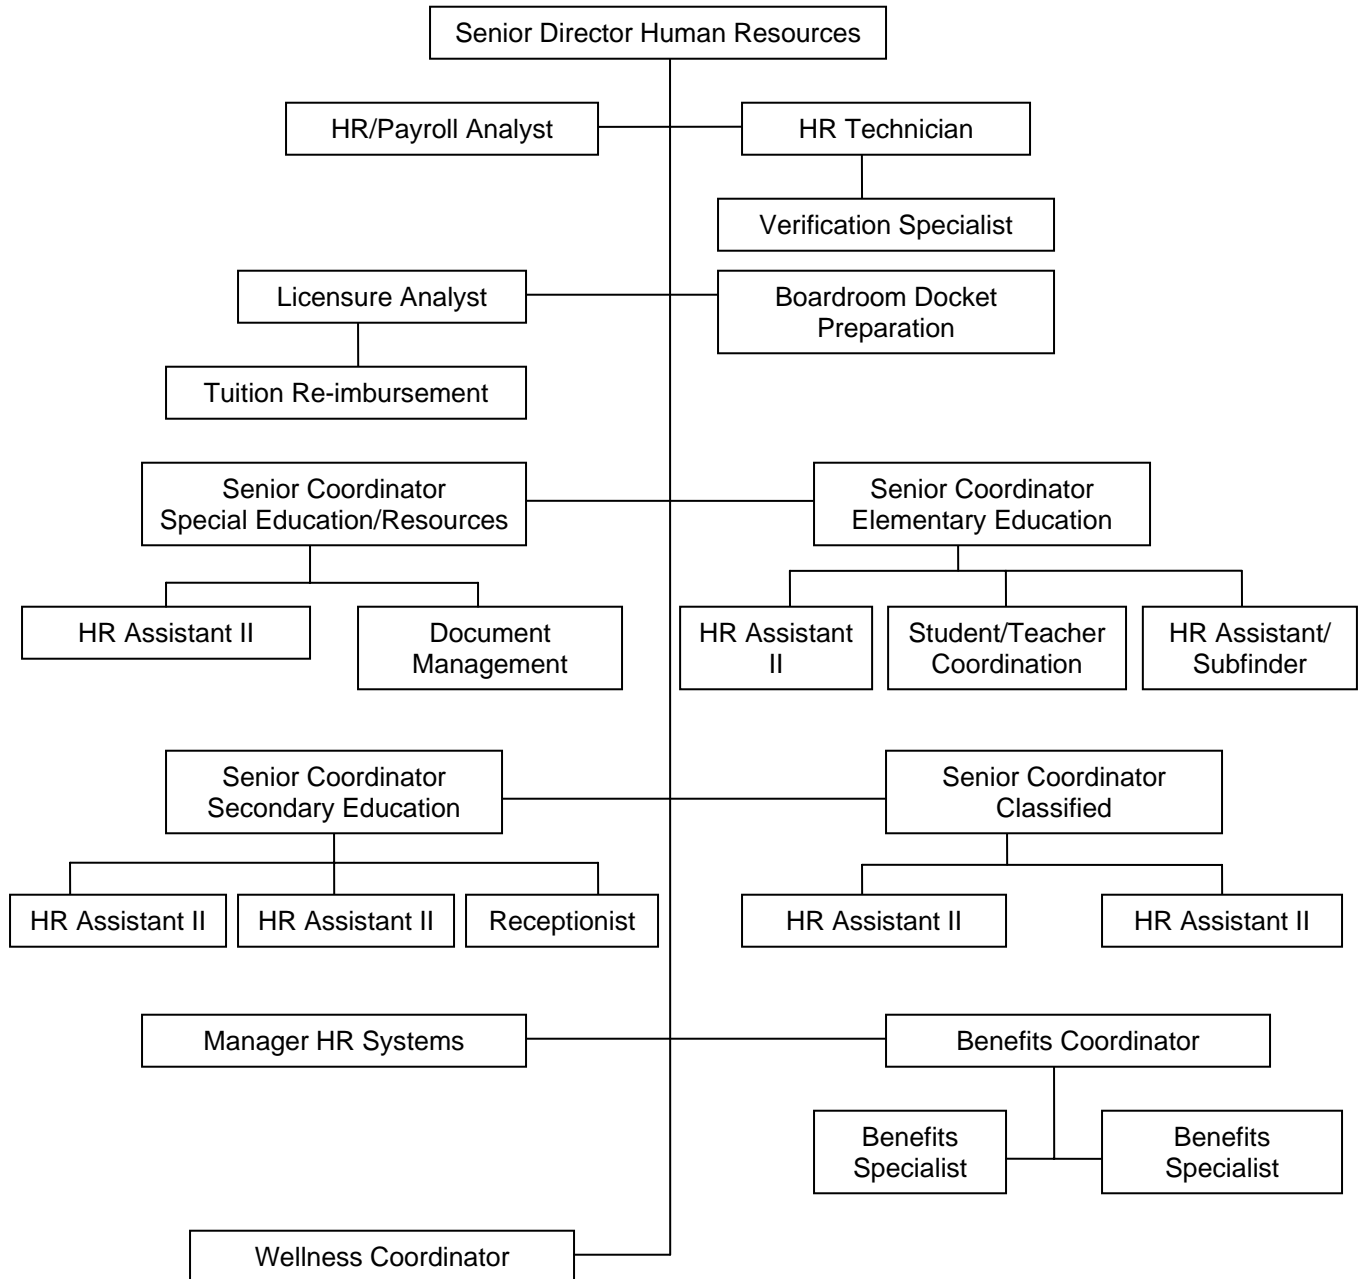 Senior Director Human Resources
HR/Payroll Analyst
HR Technician
Verification Specialist
Licensure Analyst
Boardroom Docket
Preparation
Tuition Re-imbursement
Senior Coordinator
Special Education/Resources
Senior Coordinator
Elementary Education
HR Assistant II
Document
Management
HR Assistant
II
Student/Teacher
Coordination
HR Assistant/
Subfinder
Senior Coordinator
Secondary Education
Senior Coordinator
Classified
HR Assistant II
HR Assistant II
Receptionist
HR Assistant II
HR Assistant II
Manager HR Systems
Benefits Coordinator
Benefits
Specialist
Benefits
Specialist
Wellness Coordinator